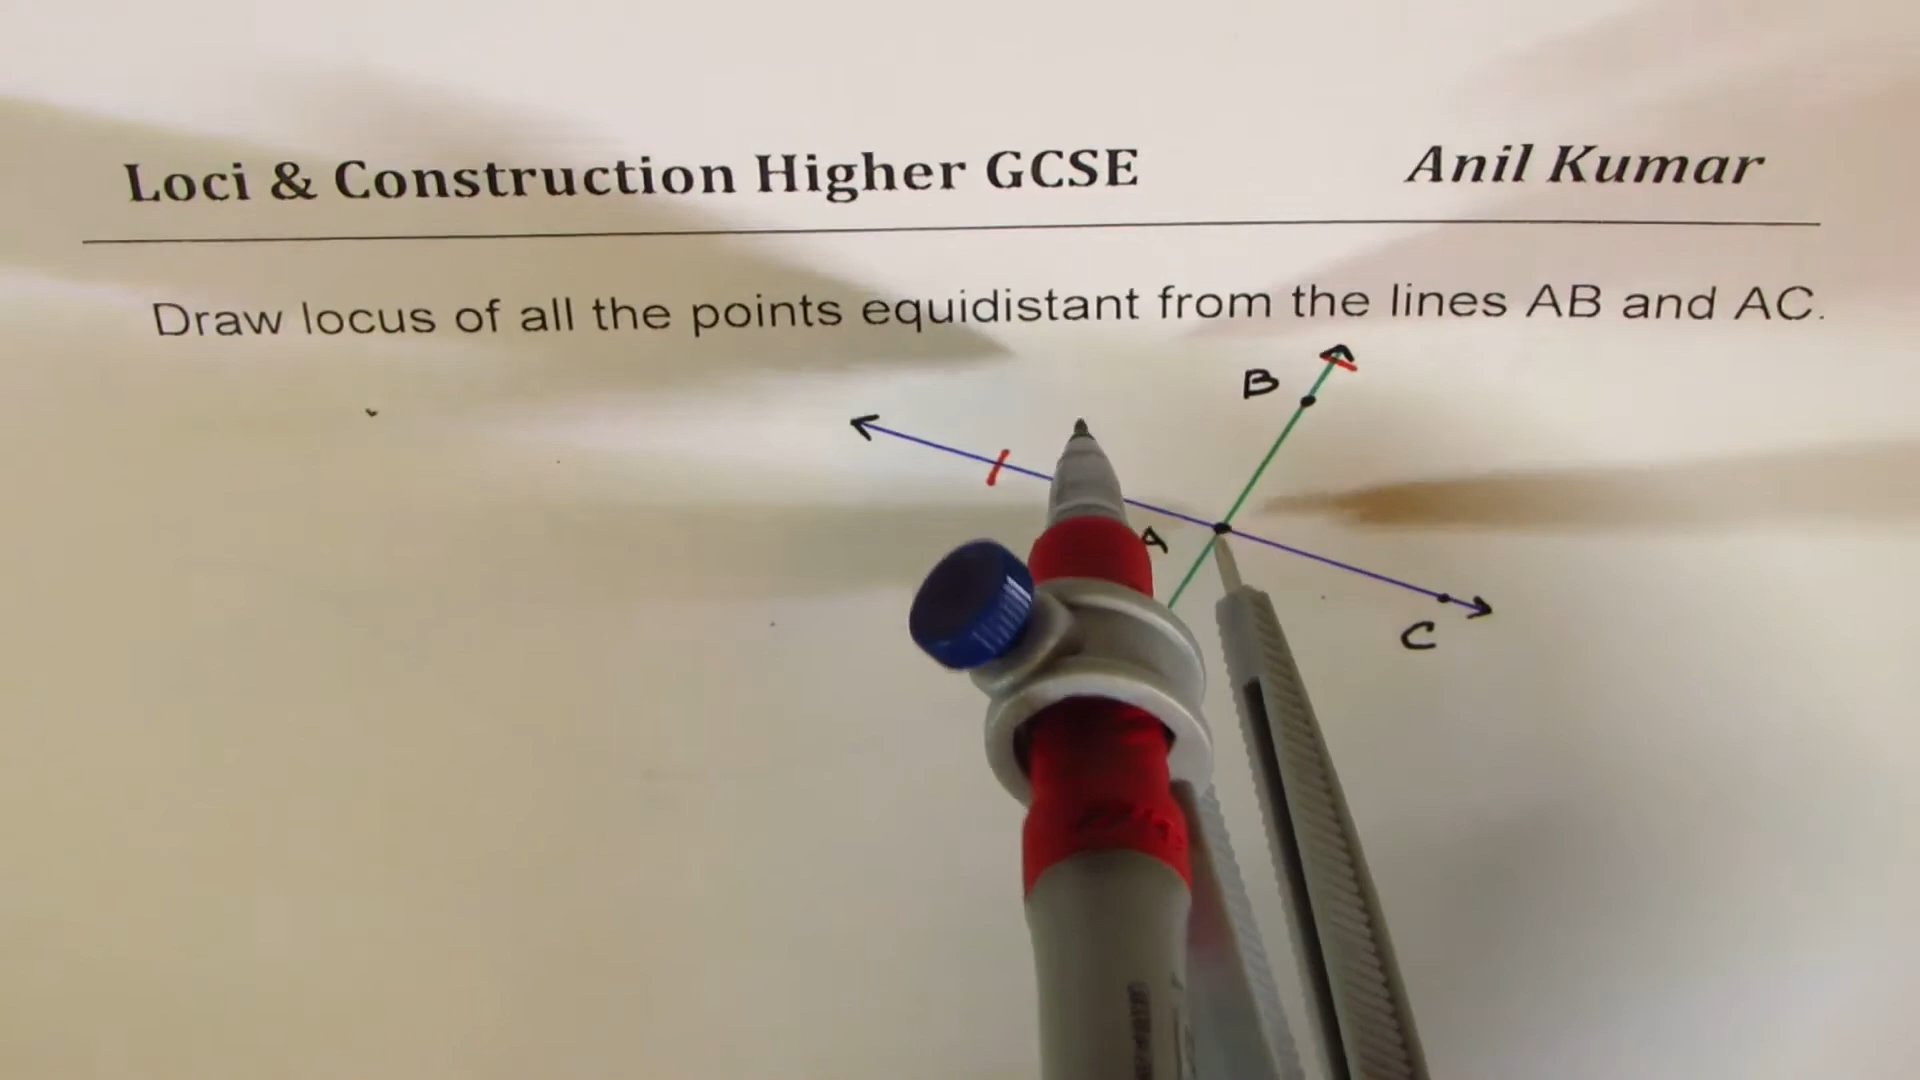 Loci & Construction Higher GCSE Anil Kumar
Draw locus of all the points equidistant from the lines AB and AC.
B
A
C